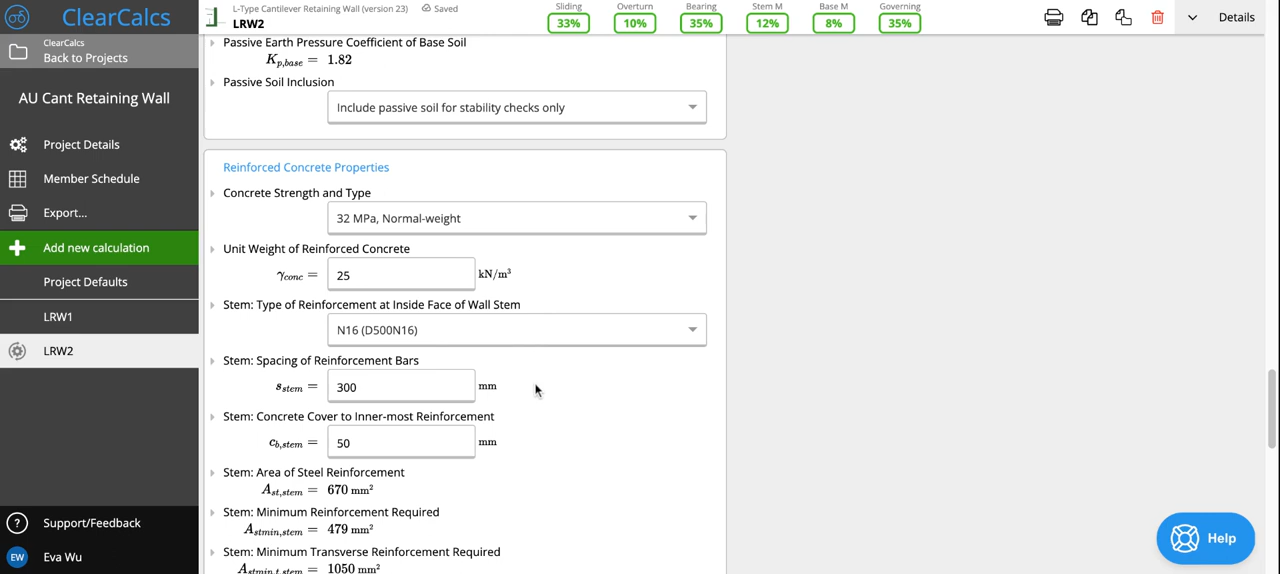 ClearCalcs
ClearCalcs
Back to Projects
AU Cant Retaining Wall
Project Details
Member Schedule
Export...
Add new calculation
Project Defaults
LRW1
LRW2
? Support/Feedback
EW Eva Wu
L-Type Cantilever Retaining Wall (version 23) Saved
LRW2
Sliding Overturn Bearing Stem M Base M Governing
33% 10% 35% 12% 8% 35%
Details
Passive Earth Pressure Coefficient of Base Soil
Kp,base = 1.82
Passive Soil Inclusion
Include passive soil for stability checks only
Reinforced Concrete Properties
Concrete Strength and Type
32 MPa, Normal-weight
Unit Weight of Reinforced Concrete
γconc = 25 kN/m³
Stem: Type of Reinforcement at Inside Face of Wall Stem
N16 (D500N16)
Stem: Spacing of Reinforcement Bars
sstem = 300 mm
Stem: Concrete Cover to Inner-most Reinforcement
cb,stem = 50 mm
Stem: Area of Steel Reinforcement
Ast,stem = 670 mm²
Stem: Minimum Reinforcement Required
Astmin,stem = 479 mm²
Stem: Minimum Transverse Reinforcement Required
Astmin,t,stem = 1050 mm²
Help